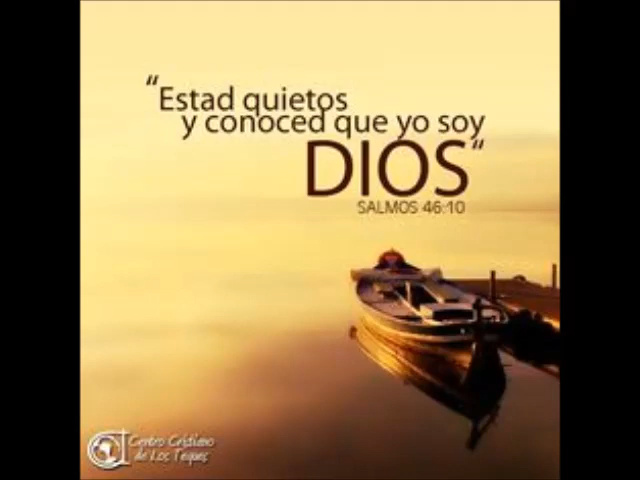 “Estad quietos
y conoced que yo soy
DIOS“
SALMOS 46:10
Centro Cristiano
de Los Teques